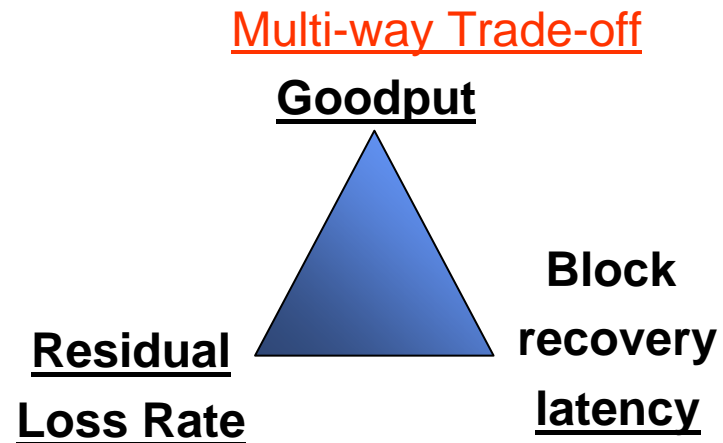 Multi-way Trade-off
Goodput
Block
recovery
latency
Residual
Loss Rate